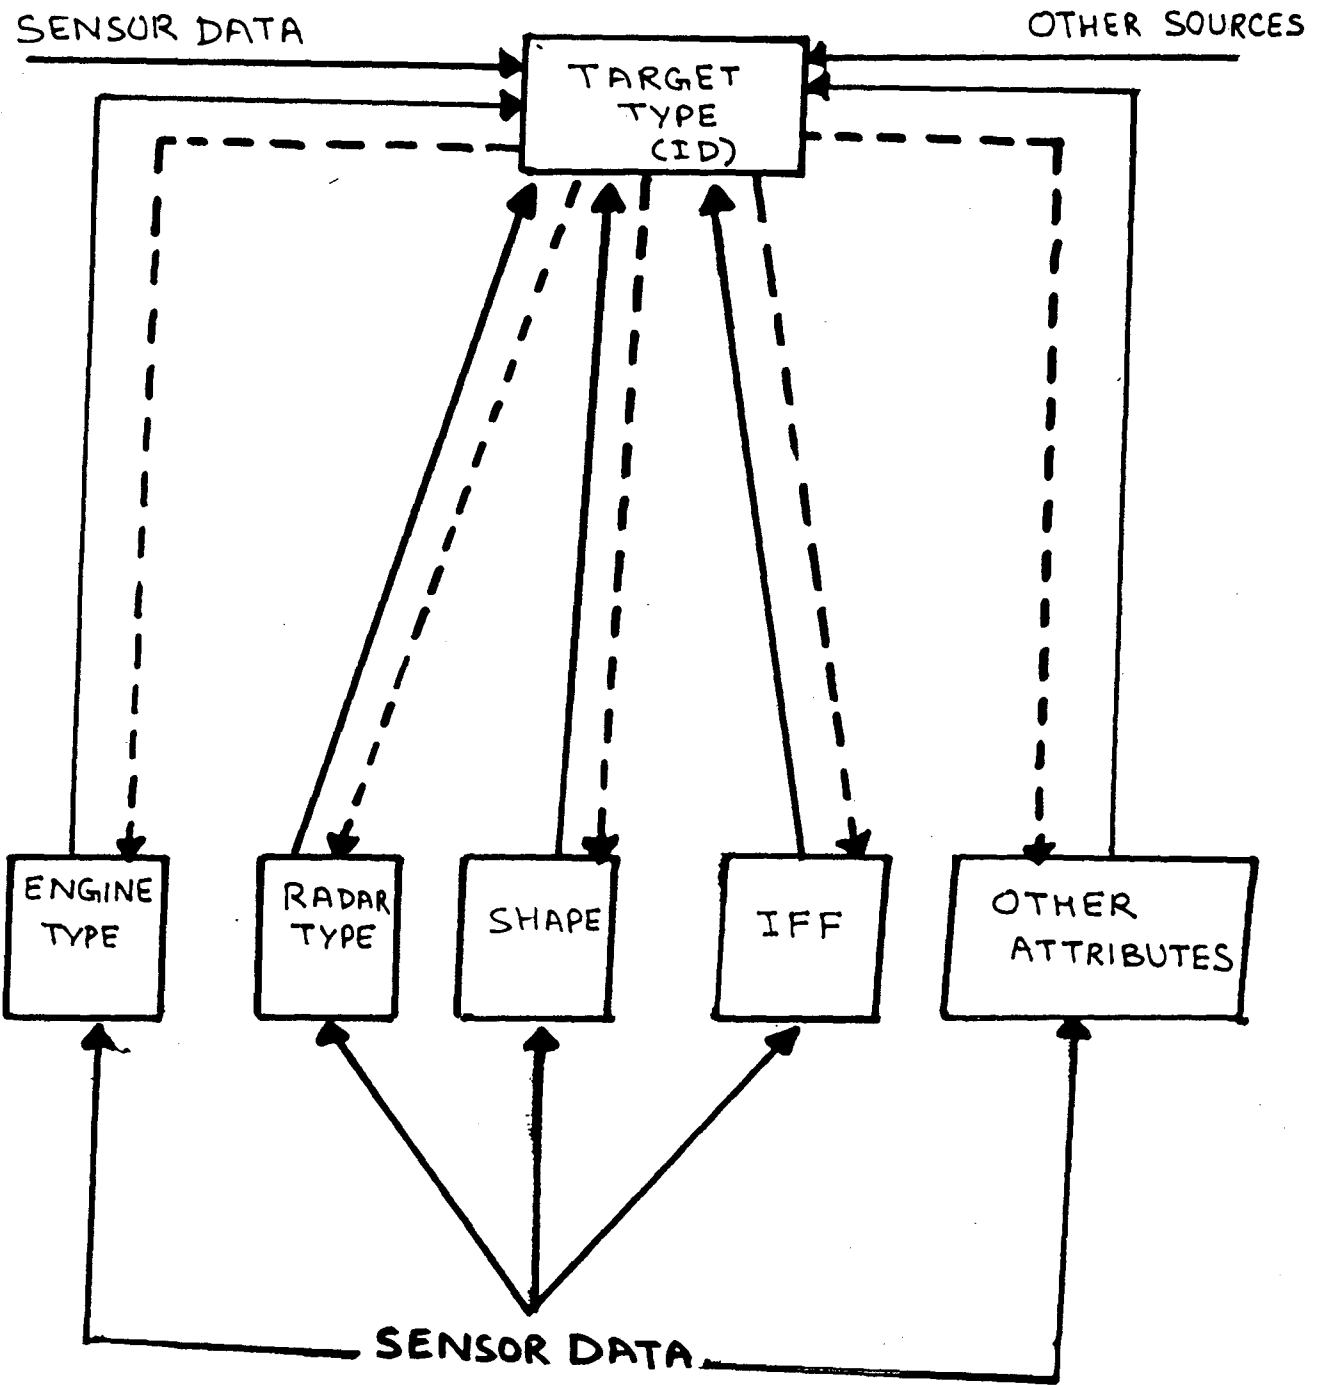 SENSOR DATA
OTHER SOURCES
TARGET
TYPE
(ID)
ENGINE
TYPE
RADAR
TYPE
SHAPE
IFF
OTHER
ATTRIBUTES
SENSOR DATA